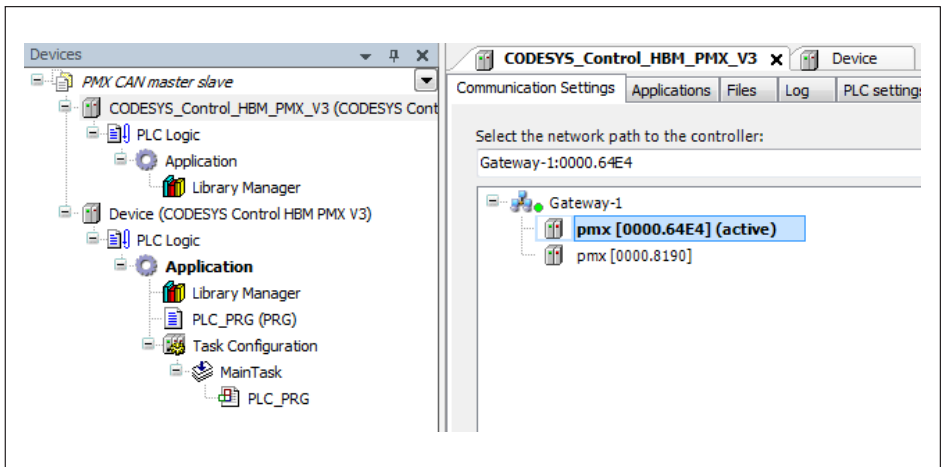 Devices
PMX CAN master slave
CODESYS_Control_HBM_PMX_V3 (CODESYS Cont
PLC Logic
Application
Library Manager
Device (CODESYS Control HBM PMX V3)
PLC Logic
Application
Library Manager
PLC_PRG (PRG)
Task Configuration
MainTask
PLC_PRG
CODESYS_Control_HBM_PMX_V3 Device
Communication Settings Applications Files Log PLC settings
Select the network path to the controller:
Gateway-1:0000.64E4
Gateway-1
pmx [0000.64E4] (active)
pmx [0000.8190]